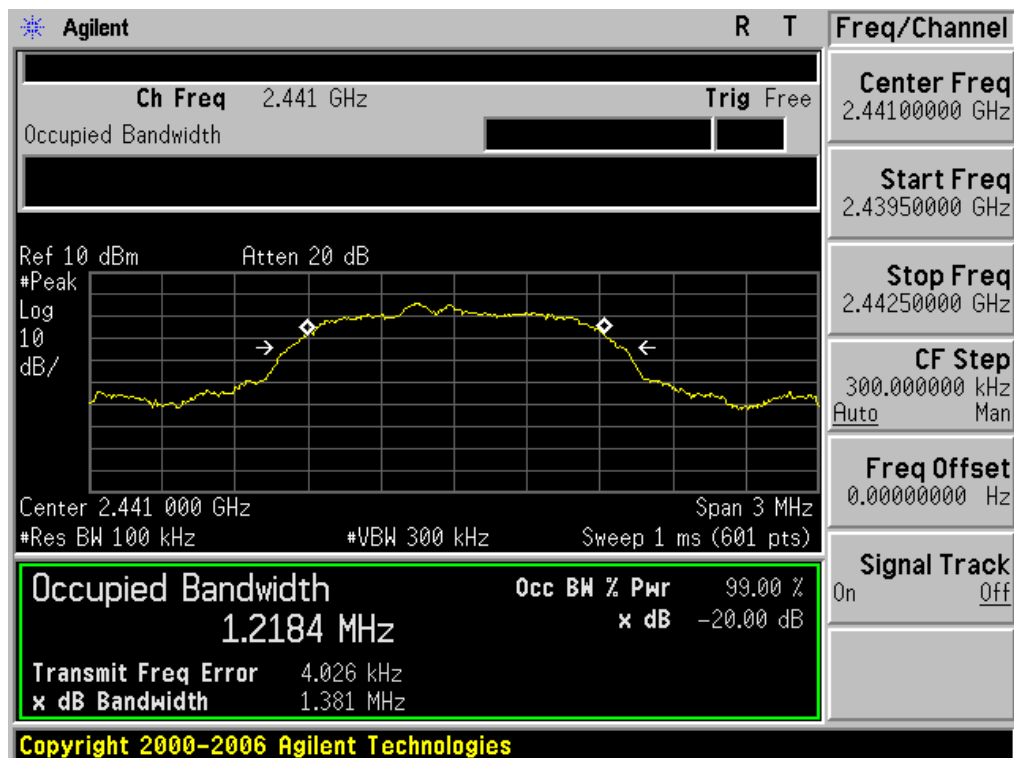 Agilent R T
Ch Freq 2.441 GHz Trig Free
Occupied Bandwidth
Ref 10 dBm Atten 20 dB
#Peak
Log
10
dB/
Center 2.441 000 GHz Span 3 MHz
#Res BW 100 kHz #VBW 300 kHz Sweep 1 ms (601 pts)
Occupied Bandwidth
1.2184 MHz
Occ BW % Pwr 99.00 %
x dB -20.00 dB
Transmit Freq Error 4.026 kHz
x dB Bandwidth 1.381 MHz
Copyright 2000-2006 Agilent Technologies
Freq/Channel
Center Freq
2.44100000 GHz
Start Freq
2.43950000 GHz
Stop Freq
2.44250000 GHz
CF Step
300.000000 kHz
Auto Man
Freq Offset
0.00000000 Hz
Signal Track
On Off